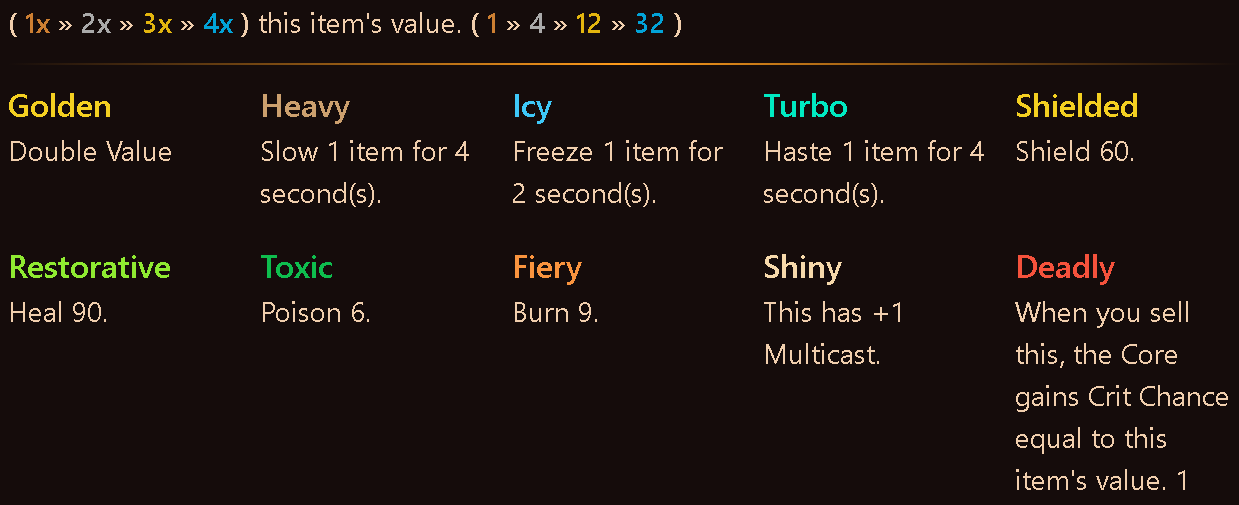 ( 1x » 2x » 3x » 4x ) this item's value. ( 1 » 4 » 12 » 32 )
Golden
Double Value
Heavy
Slow 1 item for 4
second(s).
Icy
Freeze 1 item for
2 second(s).
Turbo
Haste 1 item for 4
second(s).
Shielded
Shield 60.
Restorative
Heal 90.
Toxic
Poison 6.
Fiery
Burn 9.
Shiny
This has +1
Multicast.
Deadly
When you sell
this, the Core
gains Crit Chance
equal to this
item's value. 1